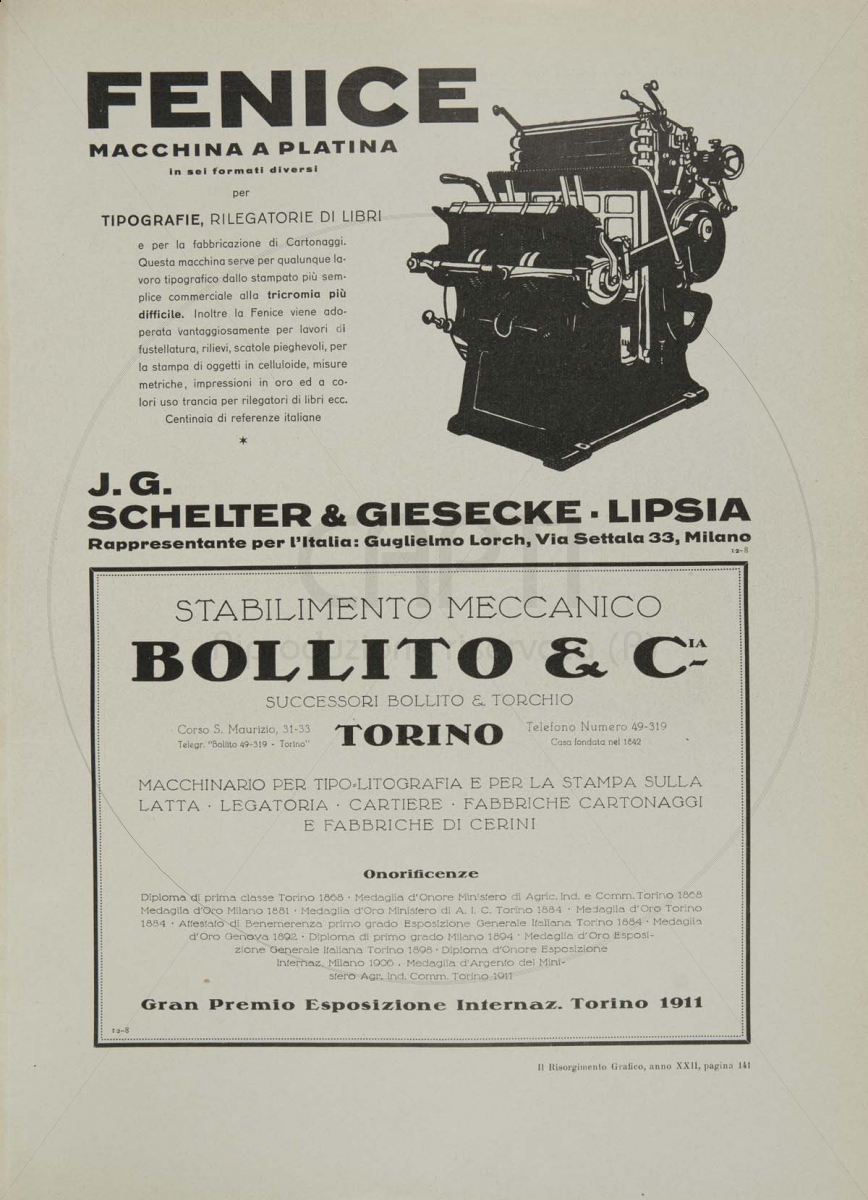 FENICE
MACCHINA A PLATINA
in sei formati diversi
per
TIPOGRAFIE, RILEGATORIE DI LIBRI
e per la fabbricazione di Cartonaggi.
Questa macchina serve per qualunque la-
voro tipografico dallo stampato più sem-
plice commerciale alla tricromia più
difficile. Inoltre la Fenice viene ado-
perata vantaggiosamente per lavori di
fustellatura, rilievi, scatole pieghevoli, per
la stampa di oggetti in celluloide, misure
metriche, impressioni in oro ed a co-
lori uso trancia per rilegatori di libri ecc.
Centinaia di referenze italiane
*
J. G.
SCHELTER & GIESECKE · LIPSIA
Rappresentante per l'Italia: Guglielmo Lorch, Via Settala 33, Milano
12-8
STABILIMENTO MECCANICO
BOLLITO & CIA
SUCCESSORI BOLLITO & TORCHIO
Corso S. Maurizio, 31-33
Telegr. "Bollito 49-319 - Torino"
TORINO
Telefono Numero 49-319
Casa fondata nel 1842
MACCHINARIO PER TIPO-LITOGRAFIA E PER LA STAMPA SULLA
LATTA · LEGATORIA · CARTIERE · FABBRICHE CARTONAGGI
E FABBRICHE DI CERINI
Onorificenze
Diploma di prima classe Torino 1868 · Medaglia d'Onore Ministero di Agric. Ind. e Comm. Torino 1868
Medaglia d'Oro Milano 1881 · Medaglia d'Oro Ministero di A. I. C. Torino 1884 · Medaglia d'Oro Torino
1884 · Attestato di Benemerenza primo grado Esposizione Generale Italiana Torino 1884 · Medaglia
d'Oro Genova 1892 · Diploma di primo grado Milano 1894 · Medaglia d'Oro Esposi-
zione Generale Italiana Torino 1898 · Diploma d'Onore Esposizione
Internaz. Milano 1906 · Medaglia d'Argento del Mini-
stero Agr. Ind. Comm. Torino 1911
Gran Premio Esposizione Internaz. Torino 1911
12-8
Il Risorgimento Grafico, anno XXII, pagina 141